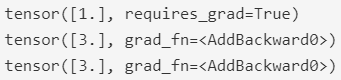 tensor([1.], requires_grad=True)
tensor([3.], grad_fn=<AddBackward0>)
tensor([3.], grad_fn=<AddBackward0>)